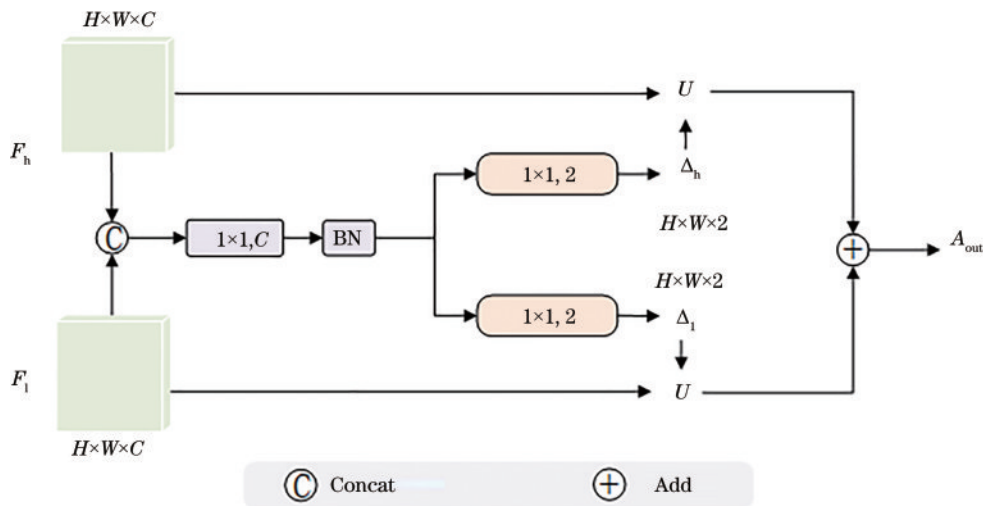 H×W×C
F_h
U
1×1, 2
Δ_h
H×W×2
C
1×1,C
BN
+
A_out
H×W×2
1×1, 2
Δ_l
F_l
U
H×W×C
C Concat
+ Add